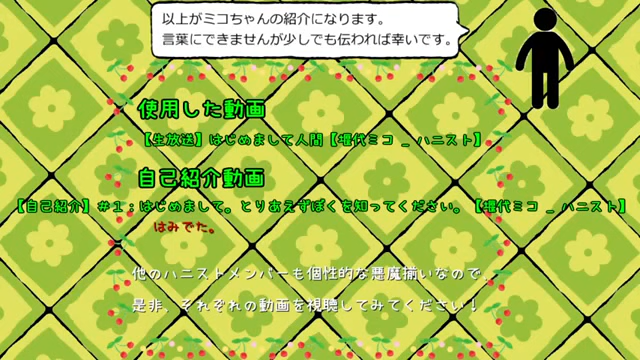 以上がミコちゃんの紹介になります。
言葉にできませんが少しでも伝われば幸いです。
使用した動画
【生放送】はじめまして人間【堰代ミコ _ ハニスト】
自己紹介動画
【自己紹介】＃１：はじめまして。とりあえずぼくを知ってください。【堰代ミコ _ ハニスト】
はみでた。
他のハニストメンバーも個性的な悪魔揃いなので、
是非、それぞれの動画を視聴してみてください！